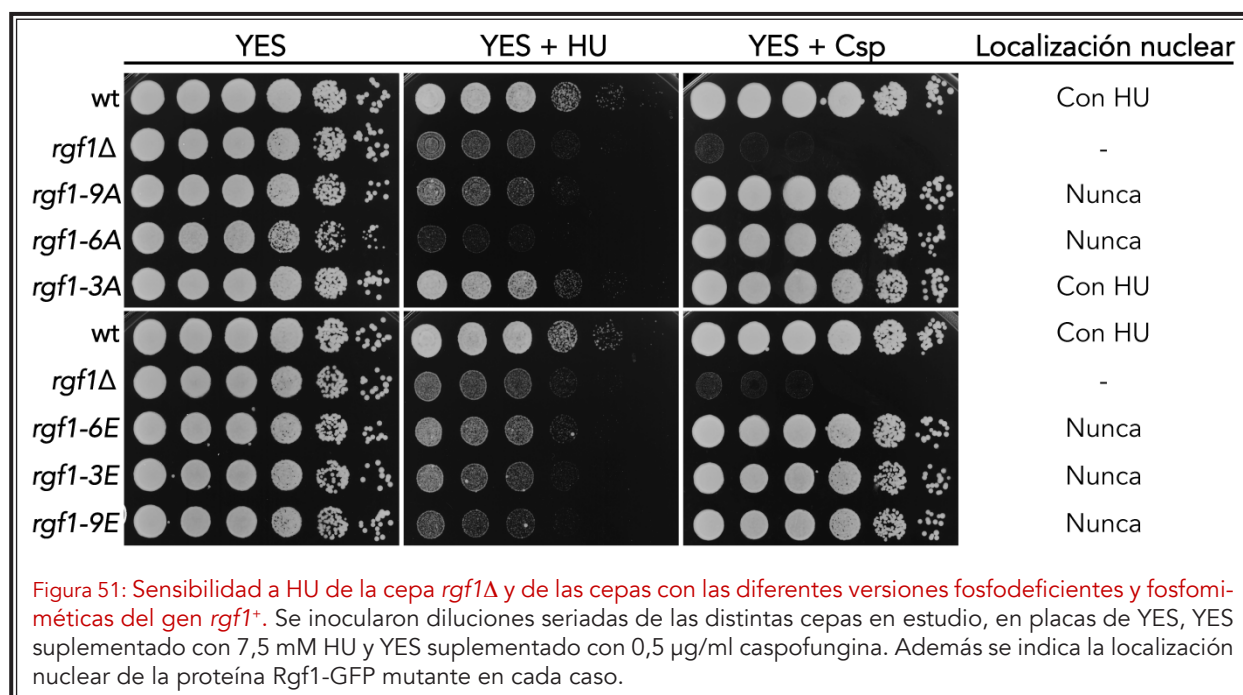 YES YES + HU YES + Csp Localización nuclear
wt Con HU
rgf1Δ -
rgf1-9A Nunca
rgf1-6A Nunca
rgf1-3A Con HU
wt Con HU
rgf1Δ -
rgf1-6E Nunca
rgf1-3E Nunca
rgf1-9E Nunca
Figura 51: Sensibilidad a HU de la cepa rgf1Δ y de las cepas con las diferentes versiones fosfodeficientes y fosfomi-
méticas del gen rgf1⁺. Se inocularon diluciones seriadas de las distintas cepas en estudio, en placas de YES, YES
suplementado con 7,5 mM HU y YES suplementado con 0,5 µg/ml caspofungina. Además se indica la localización
nuclear de la proteína Rgf1-GFP mutante en cada caso.